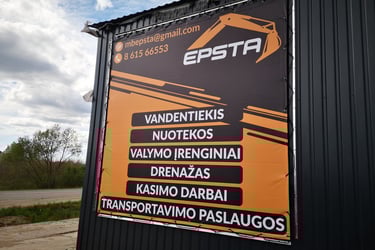 mbepsta@gmail.com
8 615 66553
EPSTA
VANDENTIEKIS
NUOTEKOS
VALYMO ĮRENGINIAI
DRENAŽAS
KASIMO DARBAI
TRANSPORTAVIMO PASLAUGOS